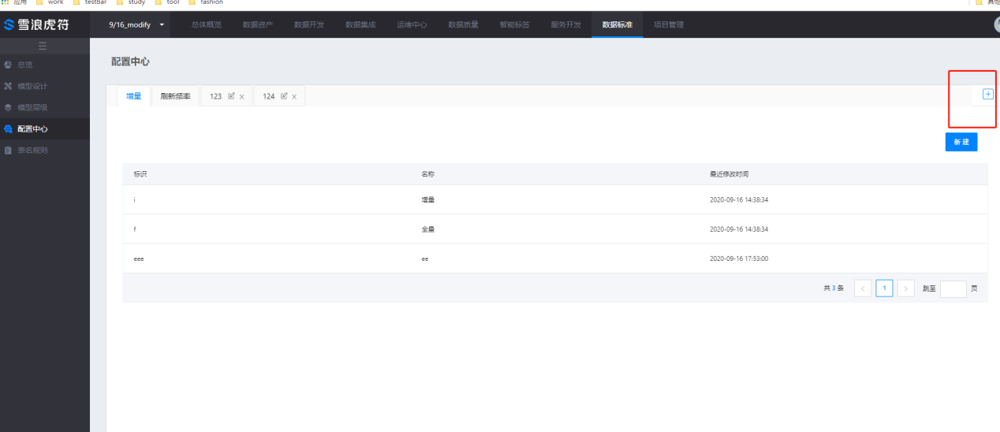 应用 work testBar study tool fashion 其他
雪浪虎符 9/16_modify 总体概览 数据资产 数据开发 数据集成 运维中心 数据质量 智能标签 服务开发 数据标准 项目管理
总览
模型设计
模型层级
配置中心
表名规则
配置中心
增量 刷新频率 123 124
新建
标识 名称 最近修改时间
i 增量 2020-09-16 14:38:34
f 全量 2020-09-16 14:38:34
eee ee 2020-09-16 17:53:00
共 3 条 < 1 > 跳至 页